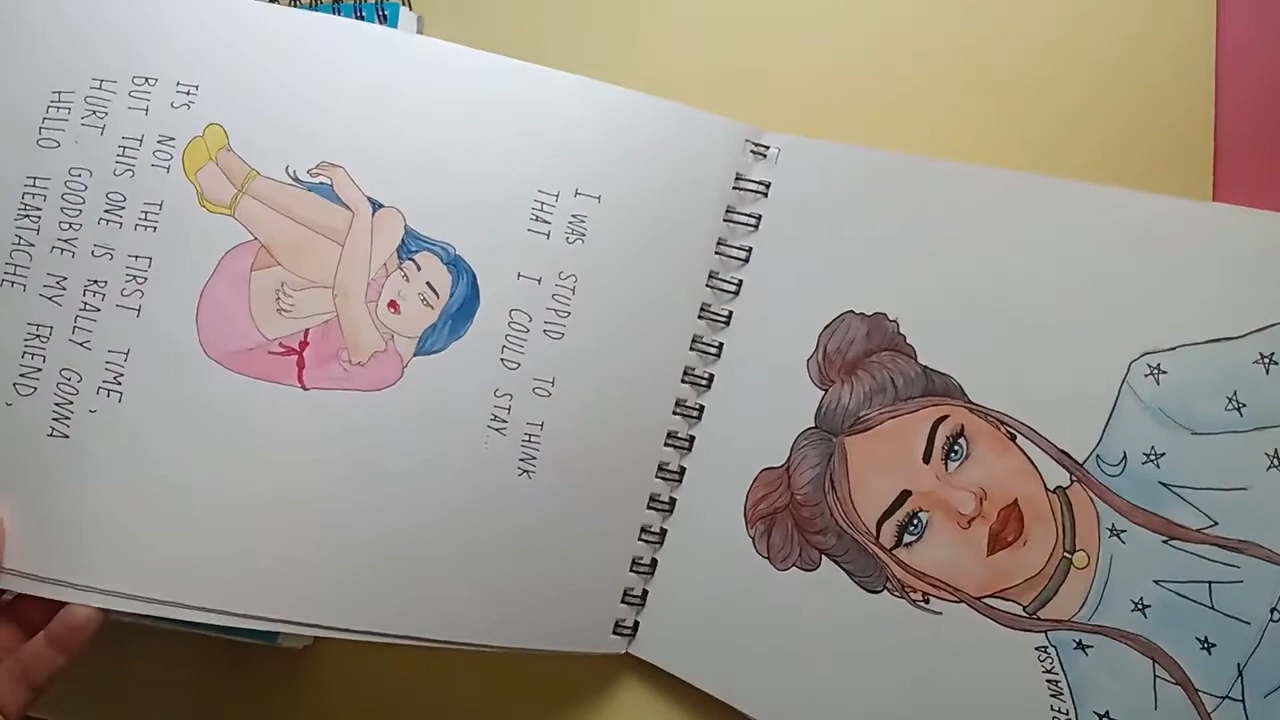 I WAS STUPID TO THINK
THAT I COULD STAY...
IT'S NOT THE FIRST TIME,
BUT THIS ONE IS REALLY GONNA
HURT. GOODBYE MY FRIEND,
HELLO HEARTACHE